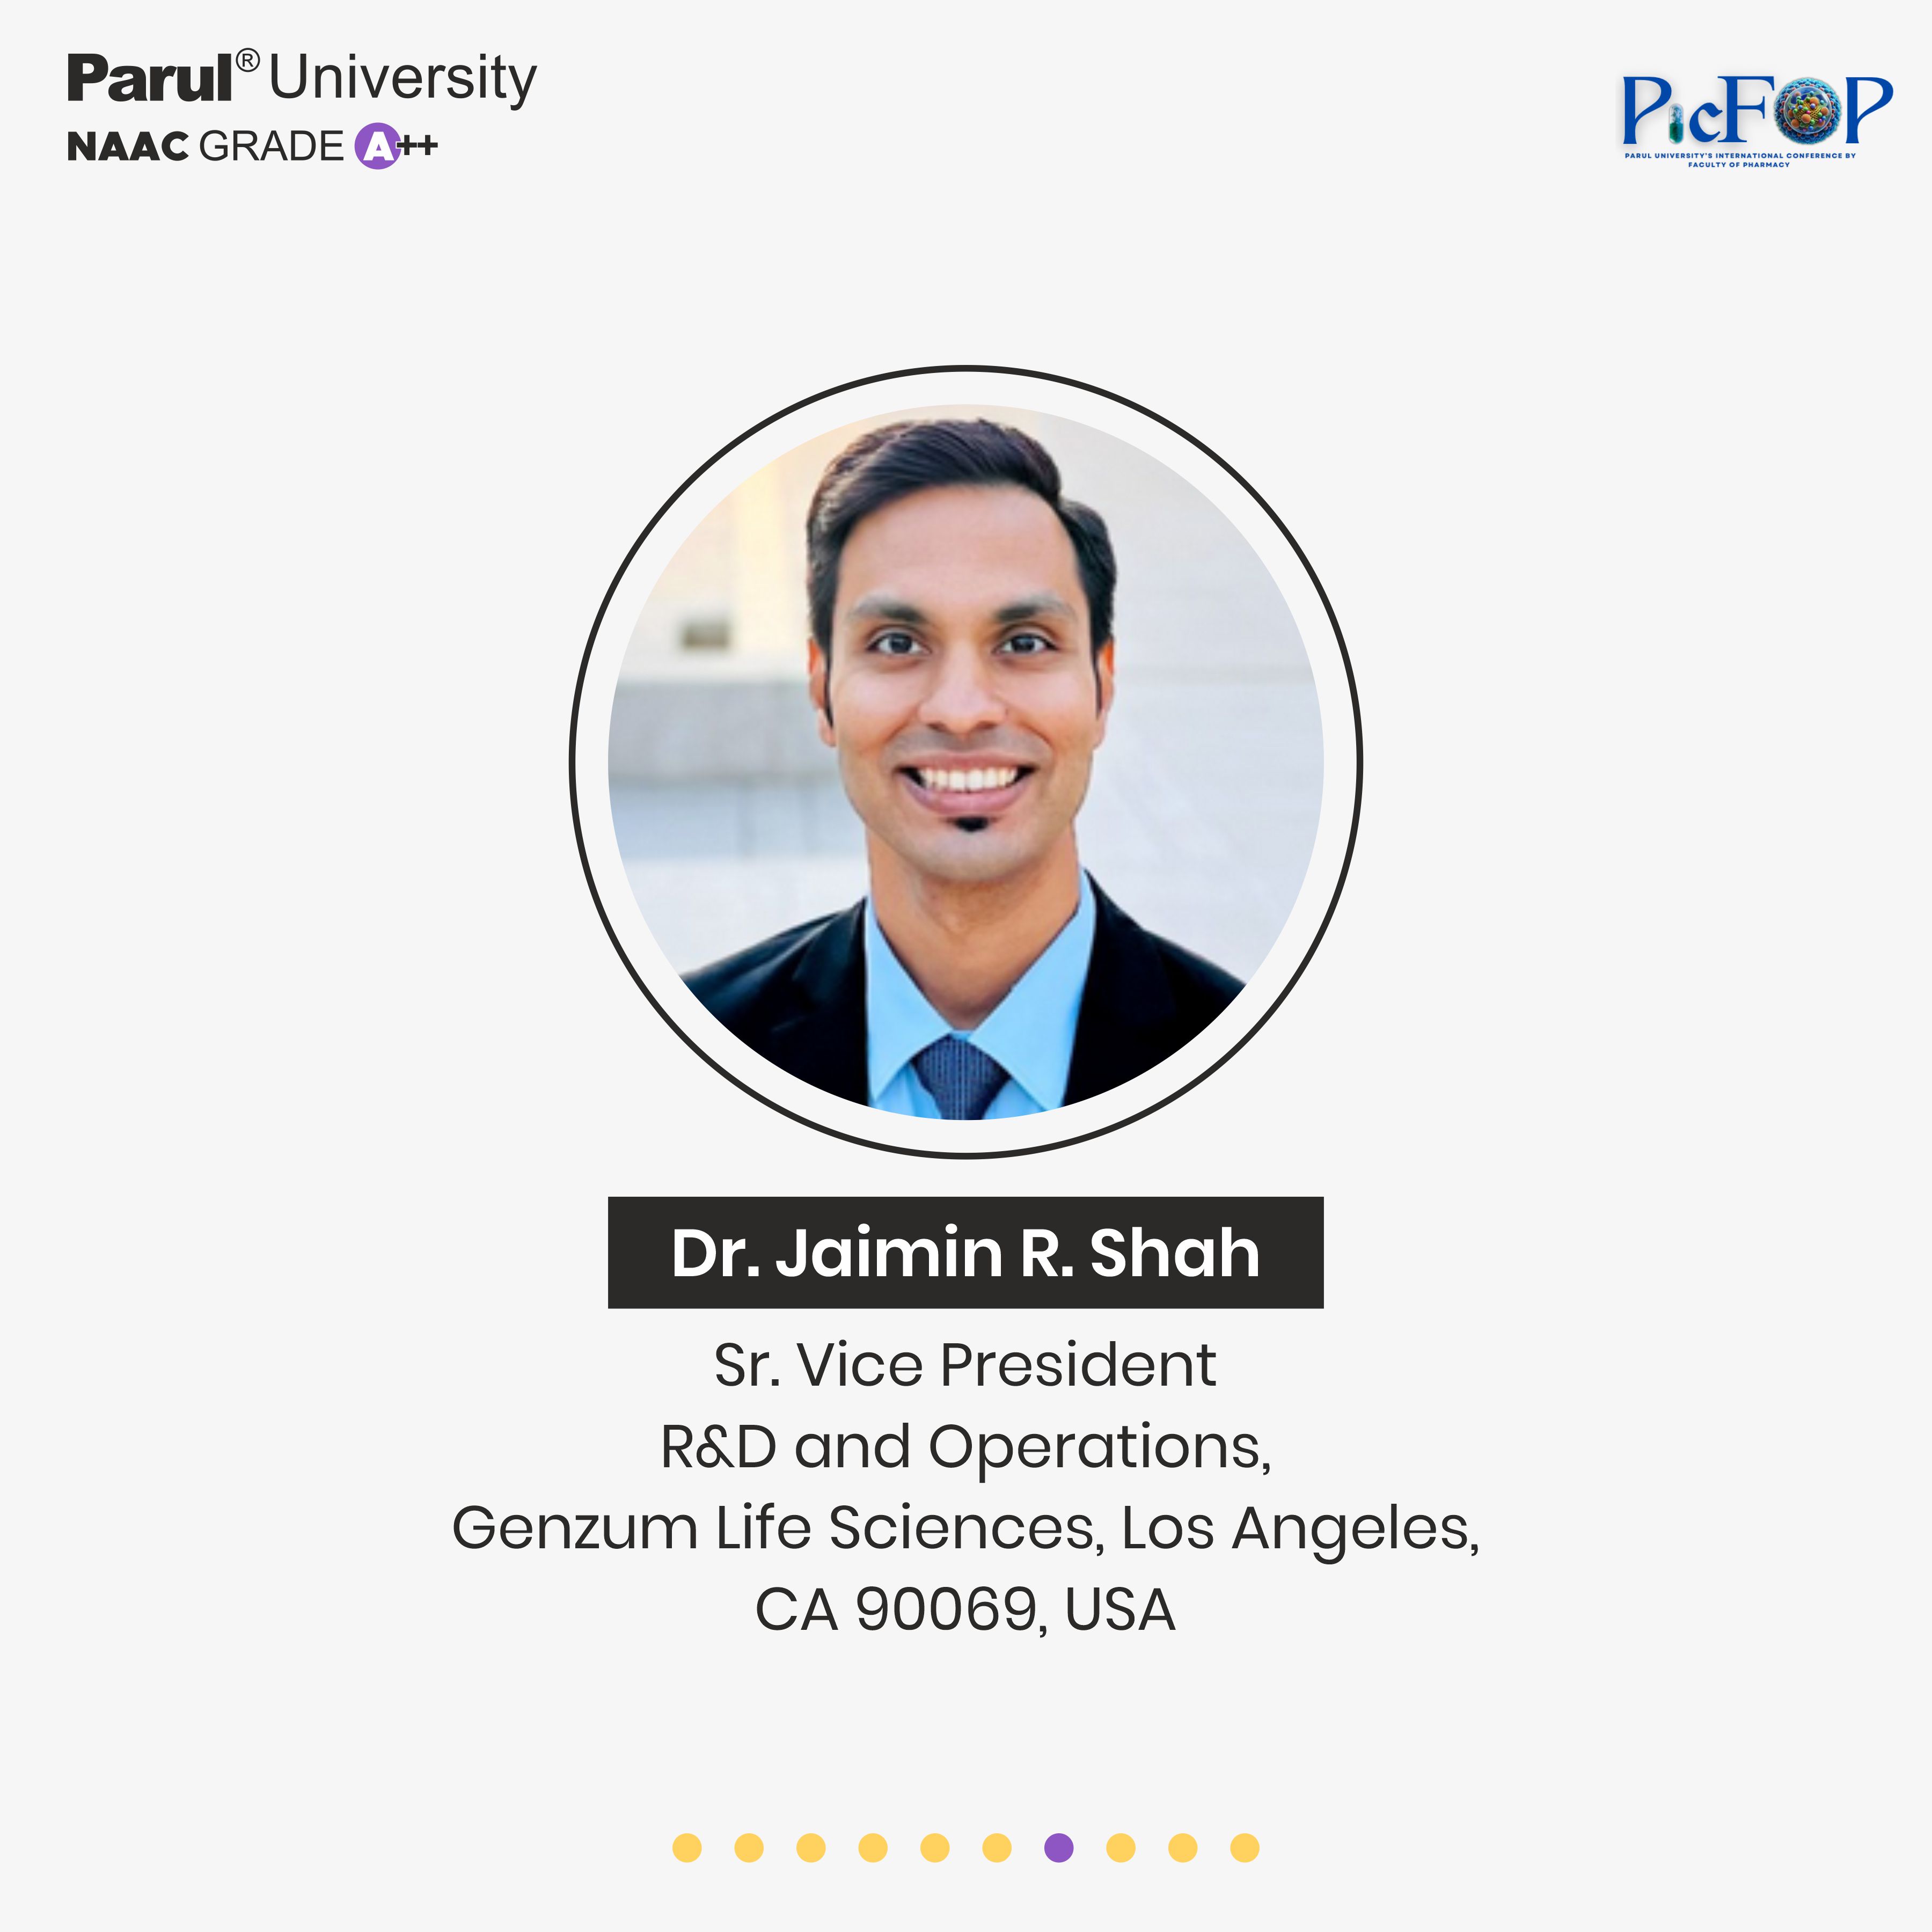 Parul® University
NAAC GRADE A++
PicFOP
PARUL UNIVERSITY'S INTERNATIONAL CONFERENCE BY
FACULTY OF PHARMACY
Dr. Jaimin R. Shah
Sr. Vice President
R&D and Operations,
Genzum Life Sciences, Los Angeles,
CA 90069, USA